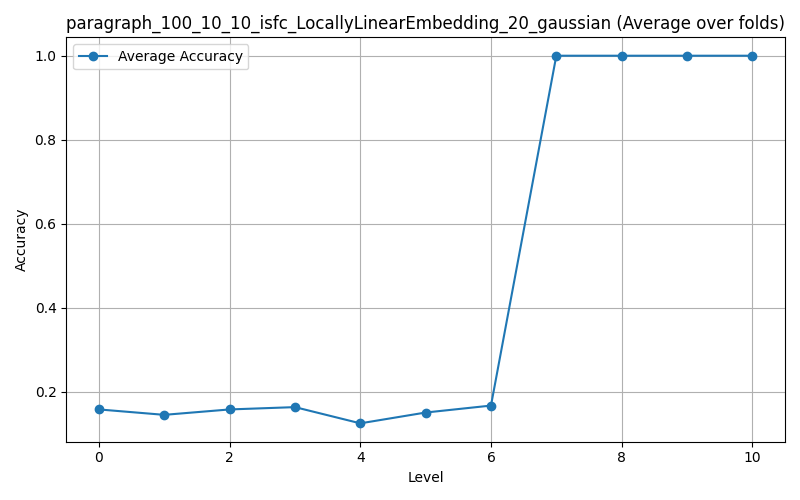 paragraph_100_10_10_isfc_LocallyLinearEmbedding_20_gaussian (Average over folds)
Average Accuracy
1.0
0.8
0.6
0.4
0.2
Accuracy
0 2 4 6 8 10
Level